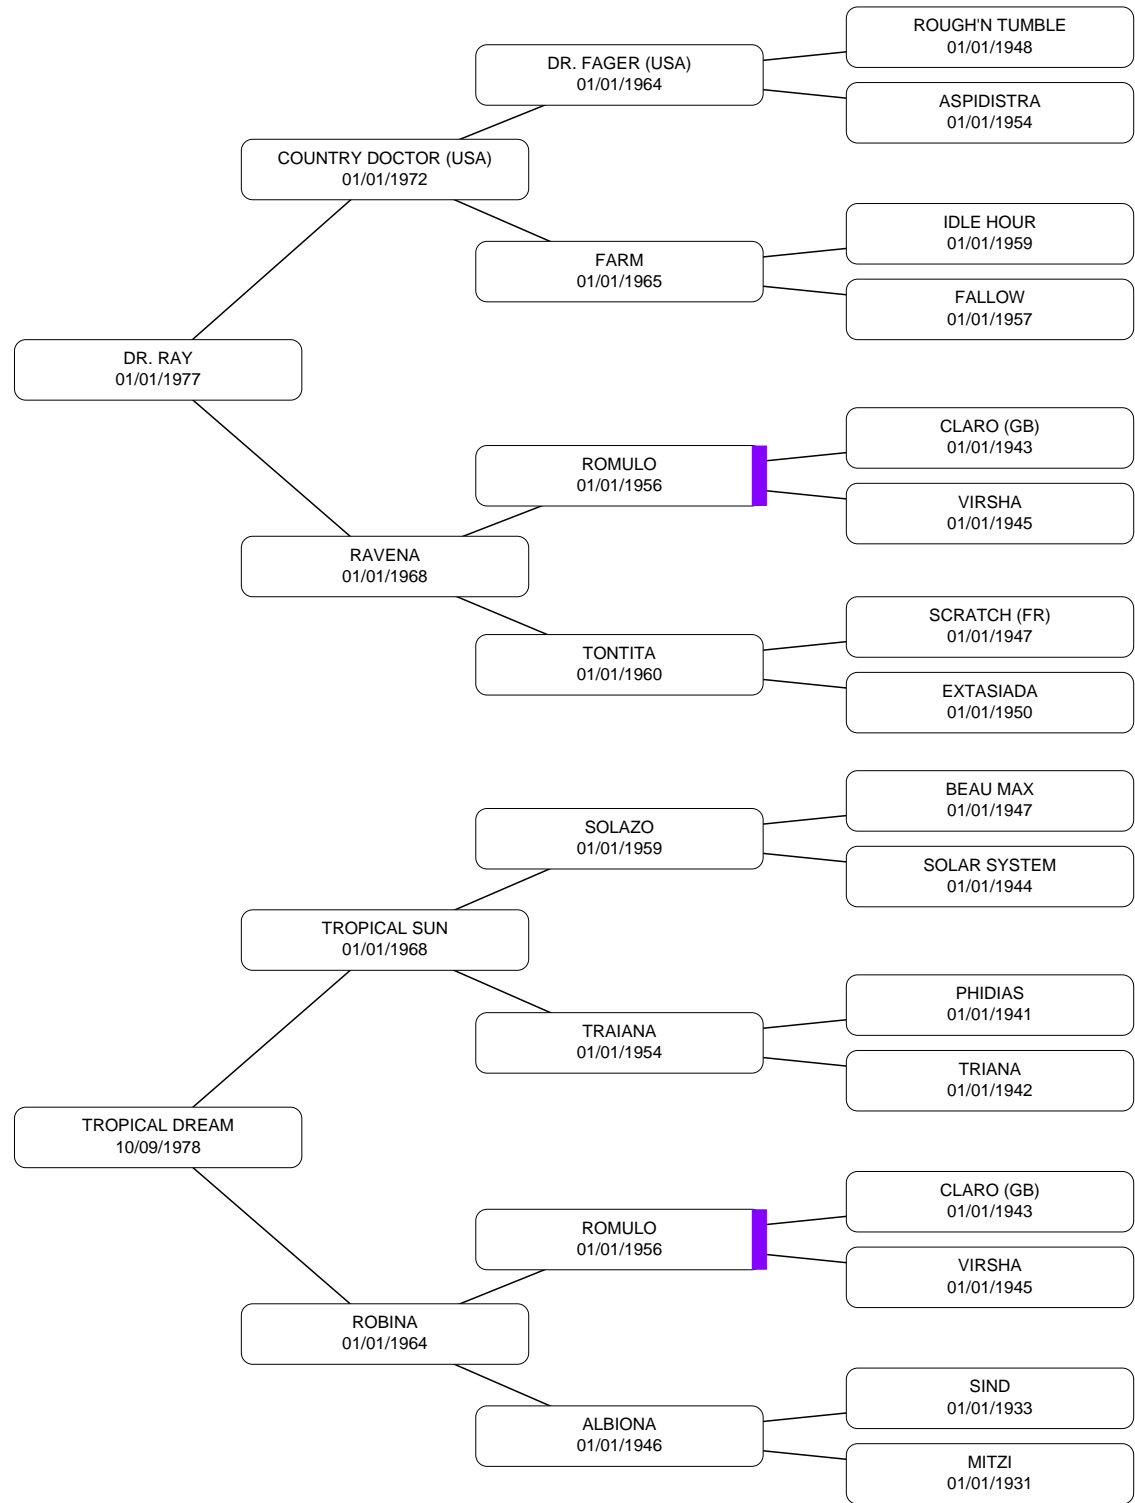 ROUGH'N TUMBLE
01/01/1948
DR. FAGER (USA)
01/01/1964
ASPIDISTRA
01/01/1954
COUNTRY DOCTOR (USA)
01/01/1972
IDLE HOUR
01/01/1959
FARM
01/01/1965
FALLOW
01/01/1957
DR. RAY
01/01/1977
CLARO (GB)
01/01/1943
ROMULO
01/01/1956
VIRSHA
01/01/1945
RAVENA
01/01/1968
SCRATCH (FR)
01/01/1947
TONTITA
01/01/1960
EXTASIADA
01/01/1950
BEAU MAX
01/01/1947
SOLAZO
01/01/1959
SOLAR SYSTEM
01/01/1944
TROPICAL SUN
01/01/1968
PHIDIAS
01/01/1941
TRAIANA
01/01/1954
TRIANA
01/01/1942
TROPICAL DREAM
10/09/1978
CLARO (GB)
01/01/1943
ROMULO
01/01/1956
VIRSHA
01/01/1945
ROBINA
01/01/1964
SIND
01/01/1933
ALBIONA
01/01/1946
MITZI
01/01/1931